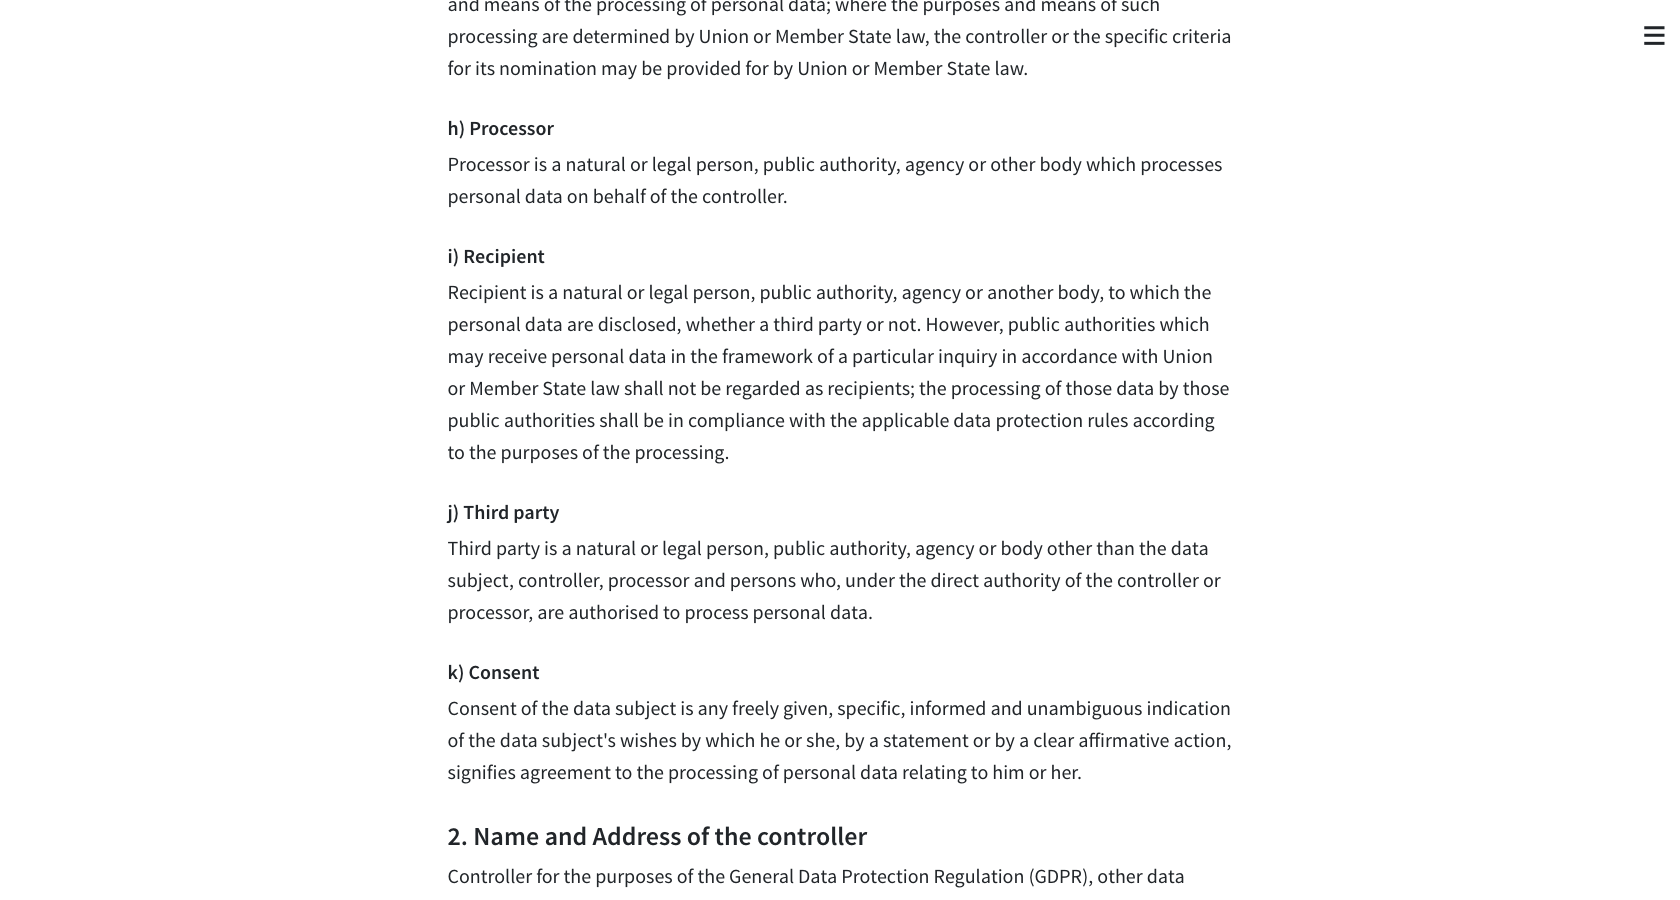 and means of the processing of personal data; where the purposes and means of such
processing are determined by Union or Member State law, the controller or the specific criteria
for its nomination may be provided for by Union or Member State law.
h) Processor
Processor is a natural or legal person, public authority, agency or other body which processes
personal data on behalf of the controller.
i) Recipient
Recipient is a natural or legal person, public authority, agency or another body, to which the
personal data are disclosed, whether a third party or not. However, public authorities which
may receive personal data in the framework of a particular inquiry in accordance with Union
or Member State law shall not be regarded as recipients; the processing of those data by those
public authorities shall be in compliance with the applicable data protection rules according
to the purposes of the processing.
j) Third party
Third party is a natural or legal person, public authority, agency or body other than the data
subject, controller, processor and persons who, under the direct authority of the controller or
processor, are authorised to process personal data.
k) Consent
Consent of the data subject is any freely given, specific, informed and unambiguous indication
of the data subject's wishes by which he or she, by a statement or by a clear affirmative action,
signifies agreement to the processing of personal data relating to him or her.
2. Name and Address of the controller
Controller for the purposes of the General Data Protection Regulation (GDPR), other data